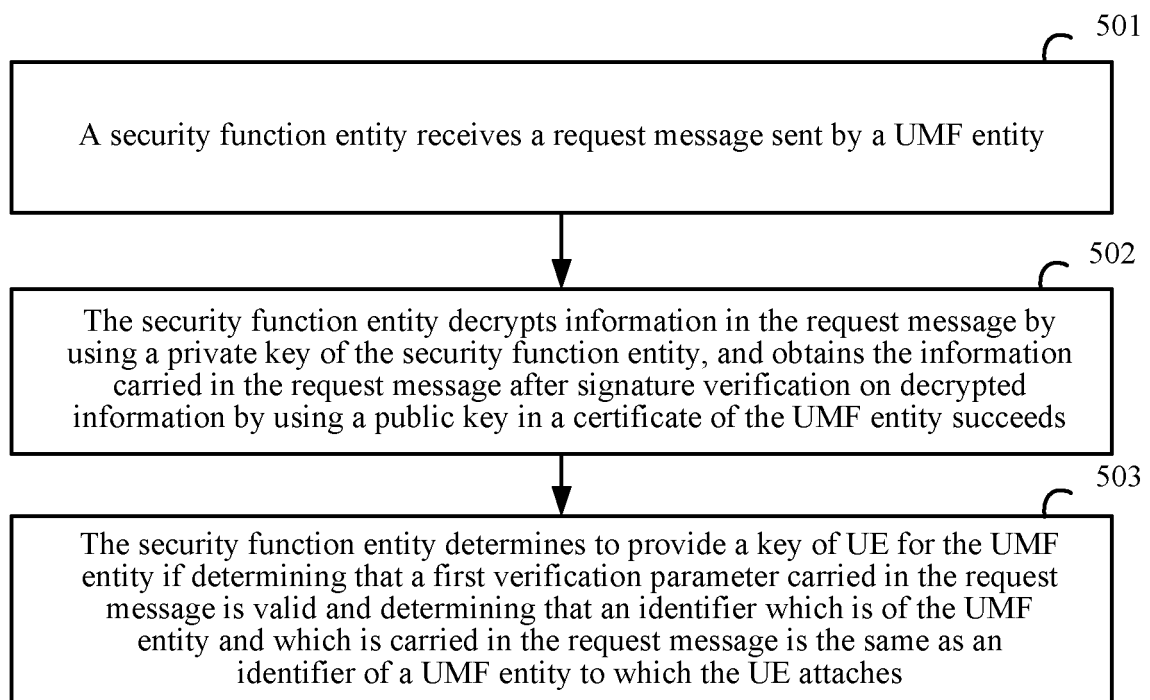 501
A security function entity receives a request message sent by a UMF entity
502
The security function entity decrypts information in the request message by
using a private key of the security function entity, and obtains the information
carried in the request message after signature verification on decrypted
information by using a public key in a certificate of the UMF entity succeeds
503
The security function entity determines to provide a key of UE for the UMF
entity if determining that a first verification parameter carried in the request
message is valid and determining that an identifier which is of the UMF
entity and which is carried in the request message is the same as an
identifier of a UMF entity to which the UE attaches